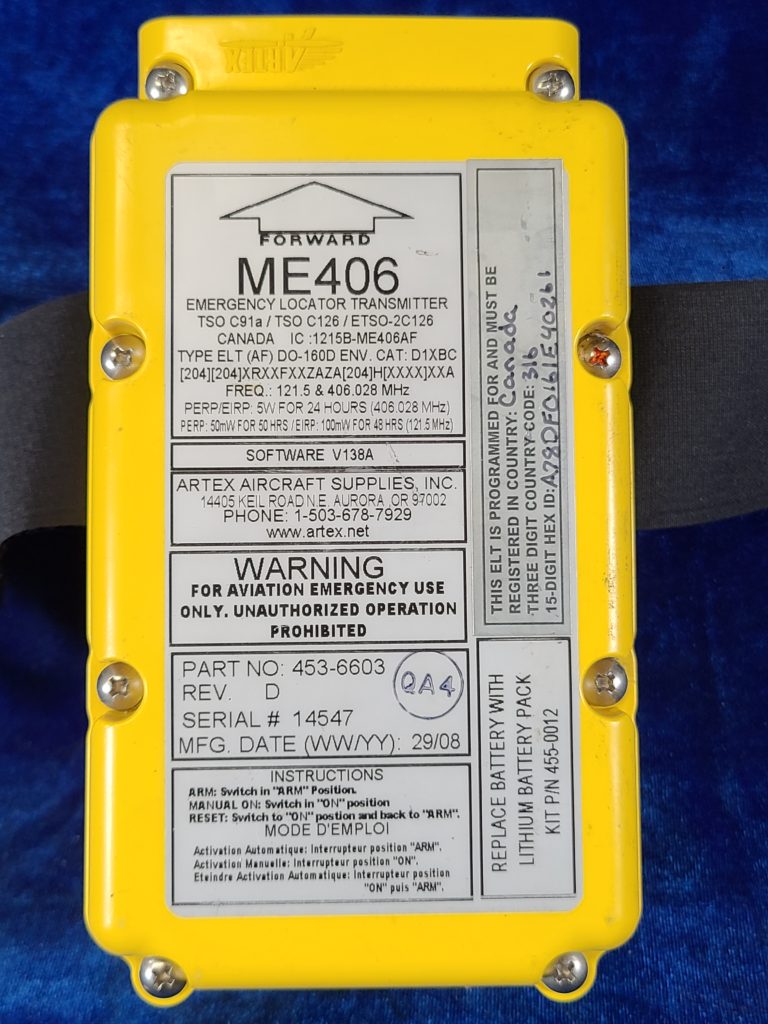 ARTEX
FORWARD
ME406
EMERGENCY LOCATOR TRANSMITTER
TSO C91a / TSO C126 / ETSO-2C126
CANADA IC :1215B-ME406AF
TYPE ELT (AF) DO-160D ENV. CAT: D1XBC
[204][204]XRXXFXXZAZA[204]H[XXXX]XXA
FREQ.: 121.5 & 406.028 MHz
PERP/EIRP: 5W FOR 24 HOURS (406.028 MHz)
PERP: 50mW FOR 50 HRS / EIRP: 100mW FOR 48 HRS (121.5 MHz)
SOFTWARE V138A
ARTEX AIRCRAFT SUPPLIES, INC.
14405 KEIL ROAD N.E. AURORA ,OR 97002
PHONE: 1-503-678-7929
www.artex.net
WARNING
FOR AVIATION EMERGENCY USE
ONLY. UNAUTHORIZED OPERATION
PROHIBITED
PART NO: 453-6603
REV. D
SERIAL # 14547
MFG. DATE (WW/YY): 29/08
QA4
INSTRUCTIONS
ARM: Switch in "ARM" Position.
MANUAL ON: Switch in "ON" position
RESET: Switch to "ON" postion and back to "ARM".
MODE D'EMPLOI
Activation Automatique: Interrupteur position "ARM".
Activation Manuelle: Interrupteur position "ON".
Eteindre Activation Automatique: Interrupteur position
"ON" puis "ARM".
THIS ELT IS PROGRAMMED FOR AND MUST BE
REGISTERED IN COUNTRY: Canada
THREE DIGIT COUNTRY CODE: 316
15-DIGIT HEX ID: A78DF0161E40261
REPLACE BATTERY WITH
LITHIUM BATTERY PACK
KIT P/N 455-0012